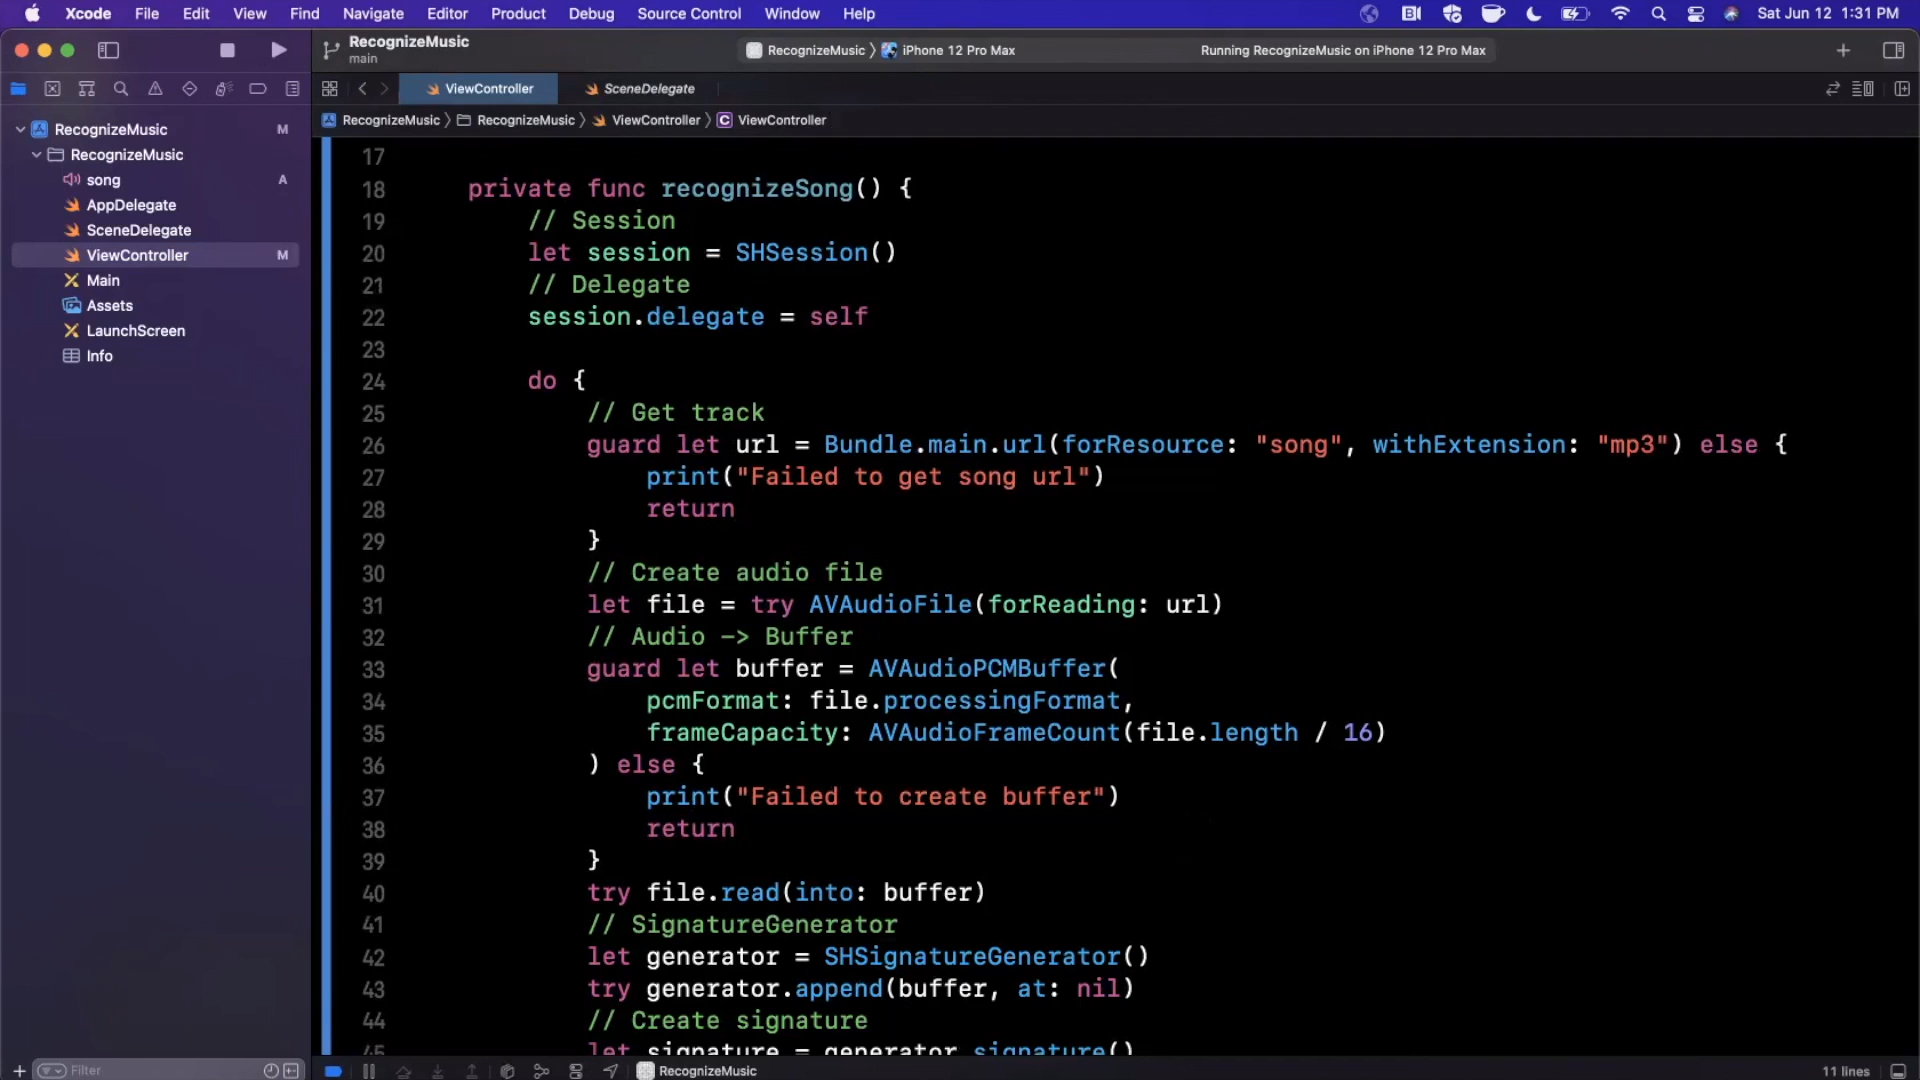 Xcode File Edit View Find Navigate Editor Product Debug Source Control Window Help Sat Jun 12 1:31 PM
RecognizeMusic
main
RecognizeMusic iPhone 12 Pro Max
Running RecognizeMusic on iPhone 12 Pro Max
ViewController SceneDelegate
RecognizeMusic RecognizeMusic ViewController C ViewController
RecognizeMusic M
RecognizeMusic
song A
AppDelegate
SceneDelegate
ViewController M
Main
Assets
LaunchScreen
Info
Filter
17
18 private func recognizeSong() {
19 // Session
20 let session = SHSession()
21 // Delegate
22 session.delegate = self
23
24 do {
25 // Get track
26 guard let url = Bundle.main.url(forResource: "song", withExtension: "mp3") else {
27 print("Failed to get song url")
28 return
29 }
30 // Create audio file
31 let file = try AVAudioFile(forReading: url)
32 // Audio -> Buffer
33 guard let buffer = AVAudioPCMBuffer(
34 pcmFormat: file.processingFormat,
35 frameCapacity: AVAudioFrameCount(file.length / 16)
36 ) else {
37 print("Failed to create buffer")
38 return
39 }
40 try file.read(into: buffer)
41 // SignatureGenerator
42 let generator = SHSignatureGenerator()
43 try generator.append(buffer, at: nil)
44 // Create signature
45 let signature = generator.signature()
RecognizeMusic
11 lines